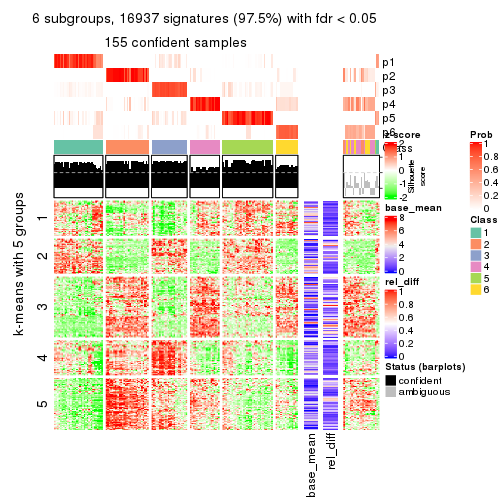 6 subgroups, 16937 signatures (97.5%) with fdr < 0.05
155 confident samples
p1
p2
p3
p4
p5
p6
z-score
2
0
-2
Class
Silhouette
score
Prob
1
0.8
0.6
0.4
0.2
0
base_mean
8
6
4
2
0
Class
1
2
3
4
5
6
rel_diff
1
0.8
0.6
0.4
0.2
0
Status (barplots)
confident
ambiguous
k-means with 5 groups
1
2
3
4
5
base_mean
rel_diff